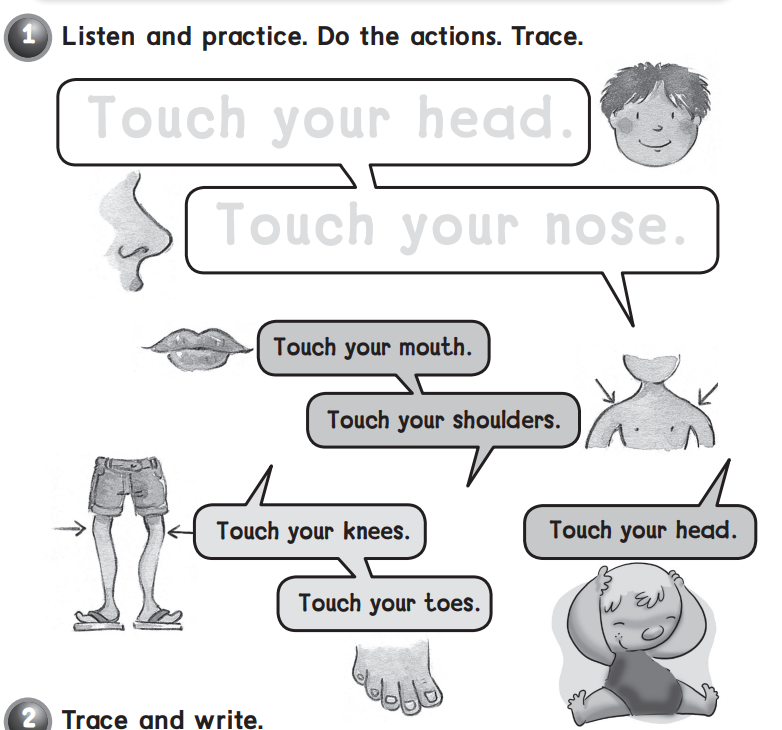 1 Listen and practice. Do the actions. Trace.
Touch your head.
Touch your nose.
Touch your mouth.
Touch your shoulders.
Touch your knees.
Touch your head.
Touch your toes.
2 Trace and write.